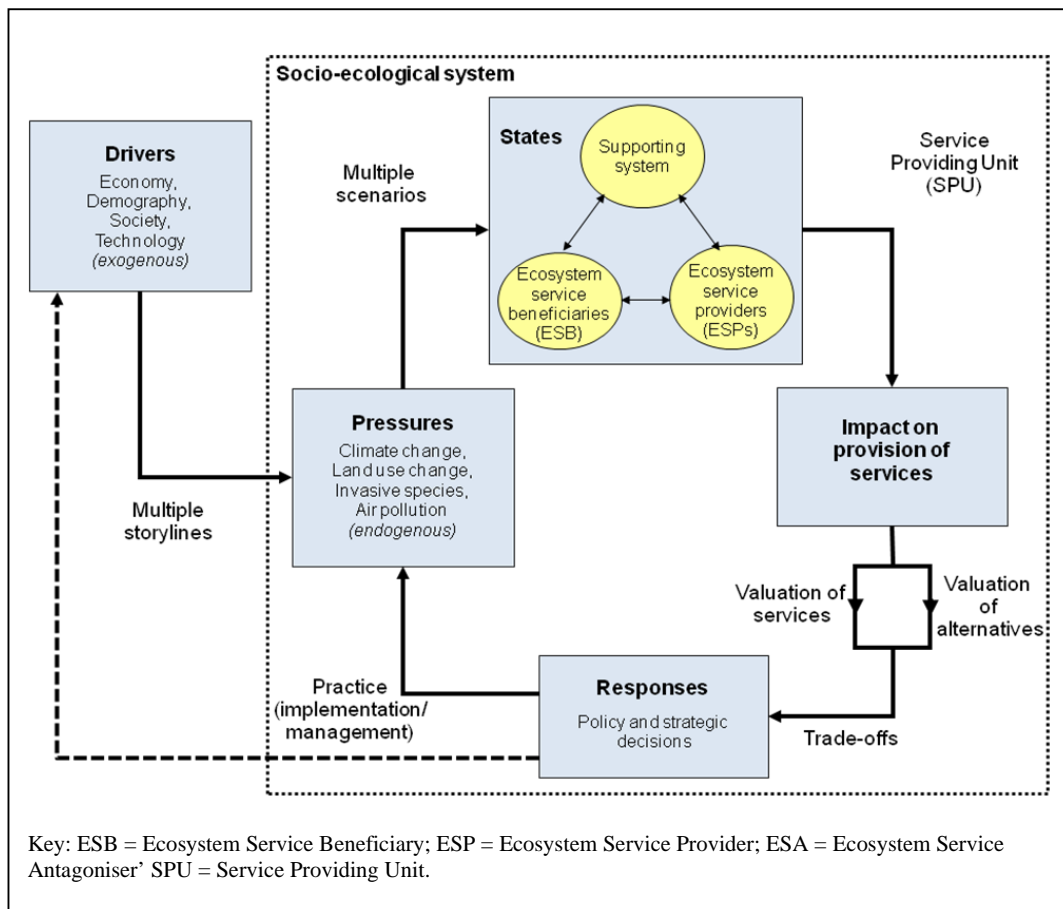 Socio-ecological system
Drivers
Economy,
Demography,
Society,
Technology
(exogenous)
Multiple
scenarios
States
Supporting
system
Ecosystem
service
beneficiaries
(ESB)
Ecosystem
service
providers
(ESPs)
Service
Providing Unit
(SPU)
Multiple
storylines
Pressures
Climate change,
Land use change,
Invasive species,
Air pollution
(endogenous)
Impact on
provision of
services
Valuation of
services
Valuation
of
alternatives
Practice
(implementation/
management)
Responses
Policy and strategic
decisions
Trade-offs
Key: ESB = Ecosystem Service Beneficiary; ESP = Ecosystem Service Provider; ESA = Ecosystem Service
Antagoniser’ SPU = Service Providing Unit.